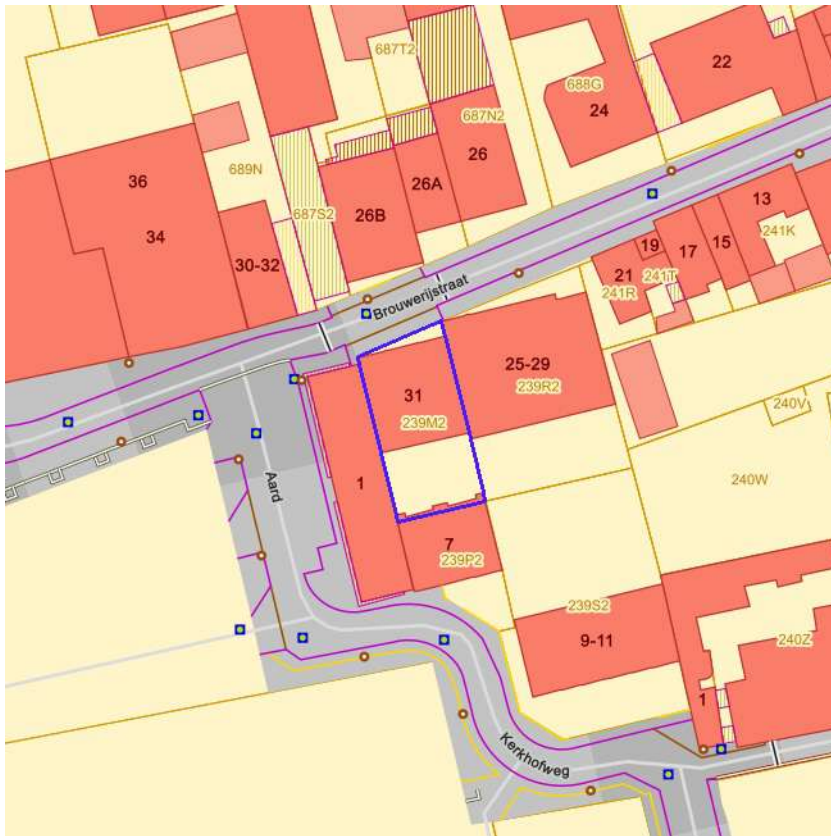 687T2
22
688G
24
687N2
26
36
689N
26A
34
687S2
26B
13
241K
15
17
19
21
241T
241R
30-32
Brouwerijstraat
25-29
239R2
31
239M2
240V
240W
1
Aard
7
239P2
239S2
9-11
240Z
1
Kerkhofweg